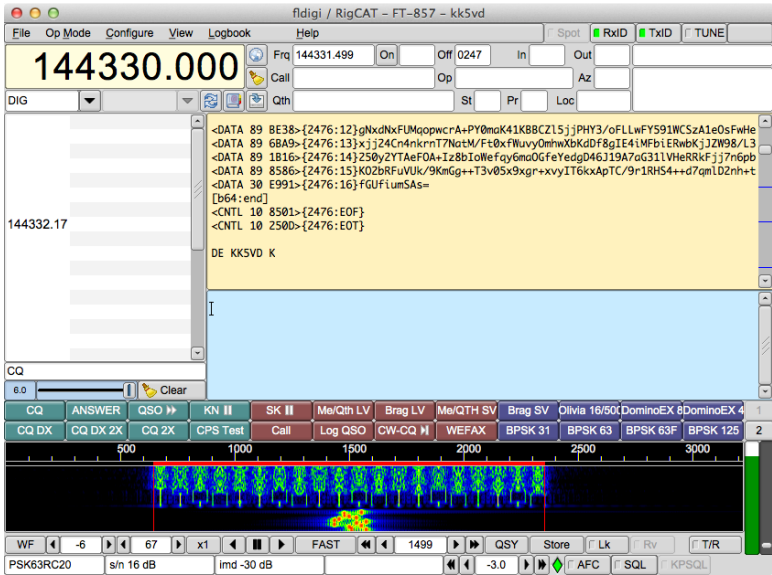 fldigi / RigCAT - FT-857 - kk5vd
File Op Mode Configure View Logbook Help Spot RxID TxID TUNE
144330.000 Frq 144331.499 On Off 0247 In Out
Call Op Az
DIG Qth St Pr Loc
<DATA 89 BE38>{2476:12}gNxdNxFUMqopwcrA+PY0maK41KBBCZl5jjPHY3/oFLLwFY591WCSzA1eOsFwHe
<DATA 89 6BA9>{2476:13}xjj24Cn4nkrnT7NatM/Ft0xfWuvyOmhwXbKdDf8gIE4iMFbiERwbKjJZW98/L3
<DATA 89 1B16>{2476:14}250y2YTAeFOA+Iz8bIoWefqy6maOGfeYedgD46J19A7aG31lVHeRRkFjj7n6pb
<DATA 89 8586>{2476:15}KO2bRFuVUk/9KmGg++T3v05x9xgr+xvyIT6kxApTC/9r1RHS4++d7qmlD2nh+t
<DATA 30 E991>{2476:16}fGUfiumSAs=
[b64:end]
<CNTL 10 8501>{2476:EOF}
144332.17
<CNTL 10 250D>{2476:EOT}
DE KK5VD K
CQ
6.0 Clear
CQ ANSWER QSO KN SK Me/Qth LV Brag LV Me/QTH SV Brag SV Olivia 16/500 DominoEX 8 DominoEX 4 1
CQ DX CQ DX 2X CQ 2X CPS Test Call Log QSO CW-CQ WEFAX BPSK 31 BPSK 63 BPSK 63F BPSK 125 2
500 1000 1500 2000 2500 3000
WF -6 67 x1 FAST 1499 QSY Store Lk Rv T/R
PSK63RC20 s/n 16 dB imd -30 dB -3.0 AFC SQL KPSQL